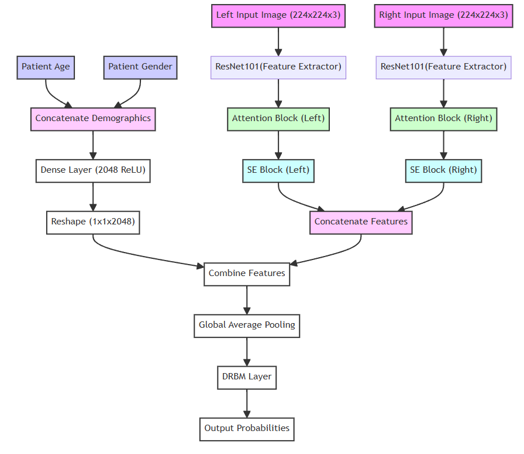 Left Input Image (224x224x3)
Right Input Image (224x224x3)
Patient Age
Patient Gender
ResNet101(Feature Extractor)
ResNet101(Feature Extractor)
Concatenate Demographics
Attention Block (Left)
Attention Block (Right)
Dense Layer (2048 ReLU)
SE Block (Left)
SE Block (Right)
Reshape (1x1x2048)
Concatenate Features
Combine Features
Global Average Pooling
DRBM Layer
Output Probabilities